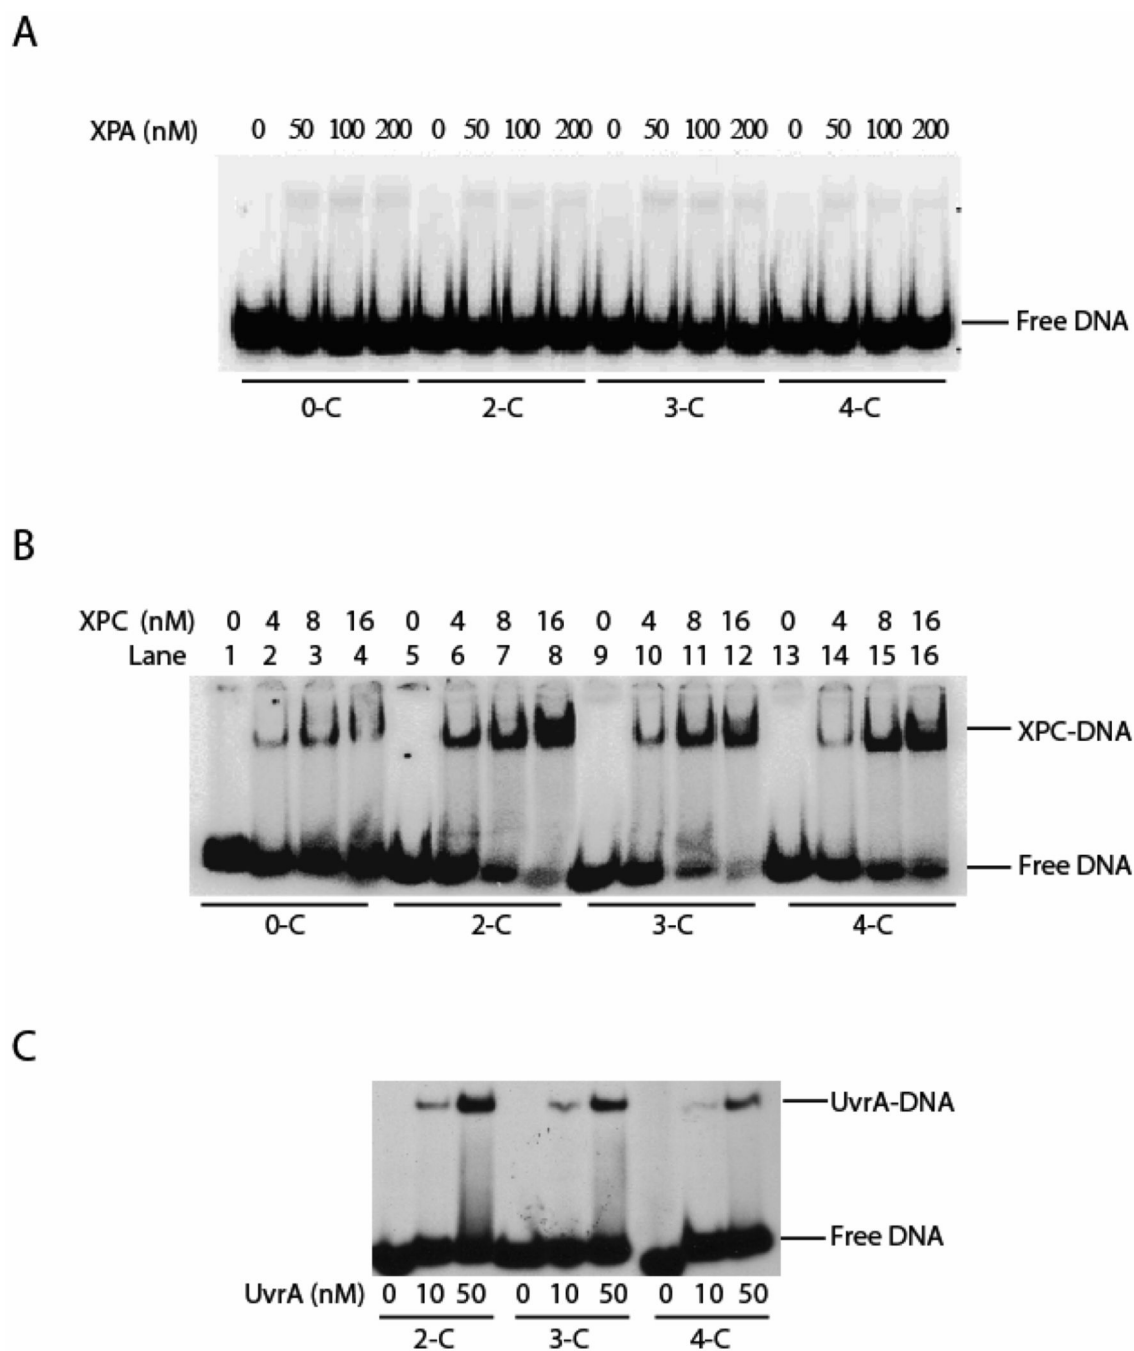 A
XPA (nM) 0 50 100 200 0 50 100 200 0 50 100 200 0 50 100 200
Free DNA
0-C 2-C 3-C 4-C
B
XPC (nM) 0 4 8 16 0 4 8 16 0 4 8 16 0 4 8 16
Lane 1 2 3 4 5 6 7 8 9 10 11 12 13 14 15 16
XPC-DNA
Free DNA
0-C 2-C 3-C 4-C
C
UvrA-DNA
Free DNA
UvrA (nM) 0 10 50 0 10 50 0 10 50
2-C 3-C 4-C